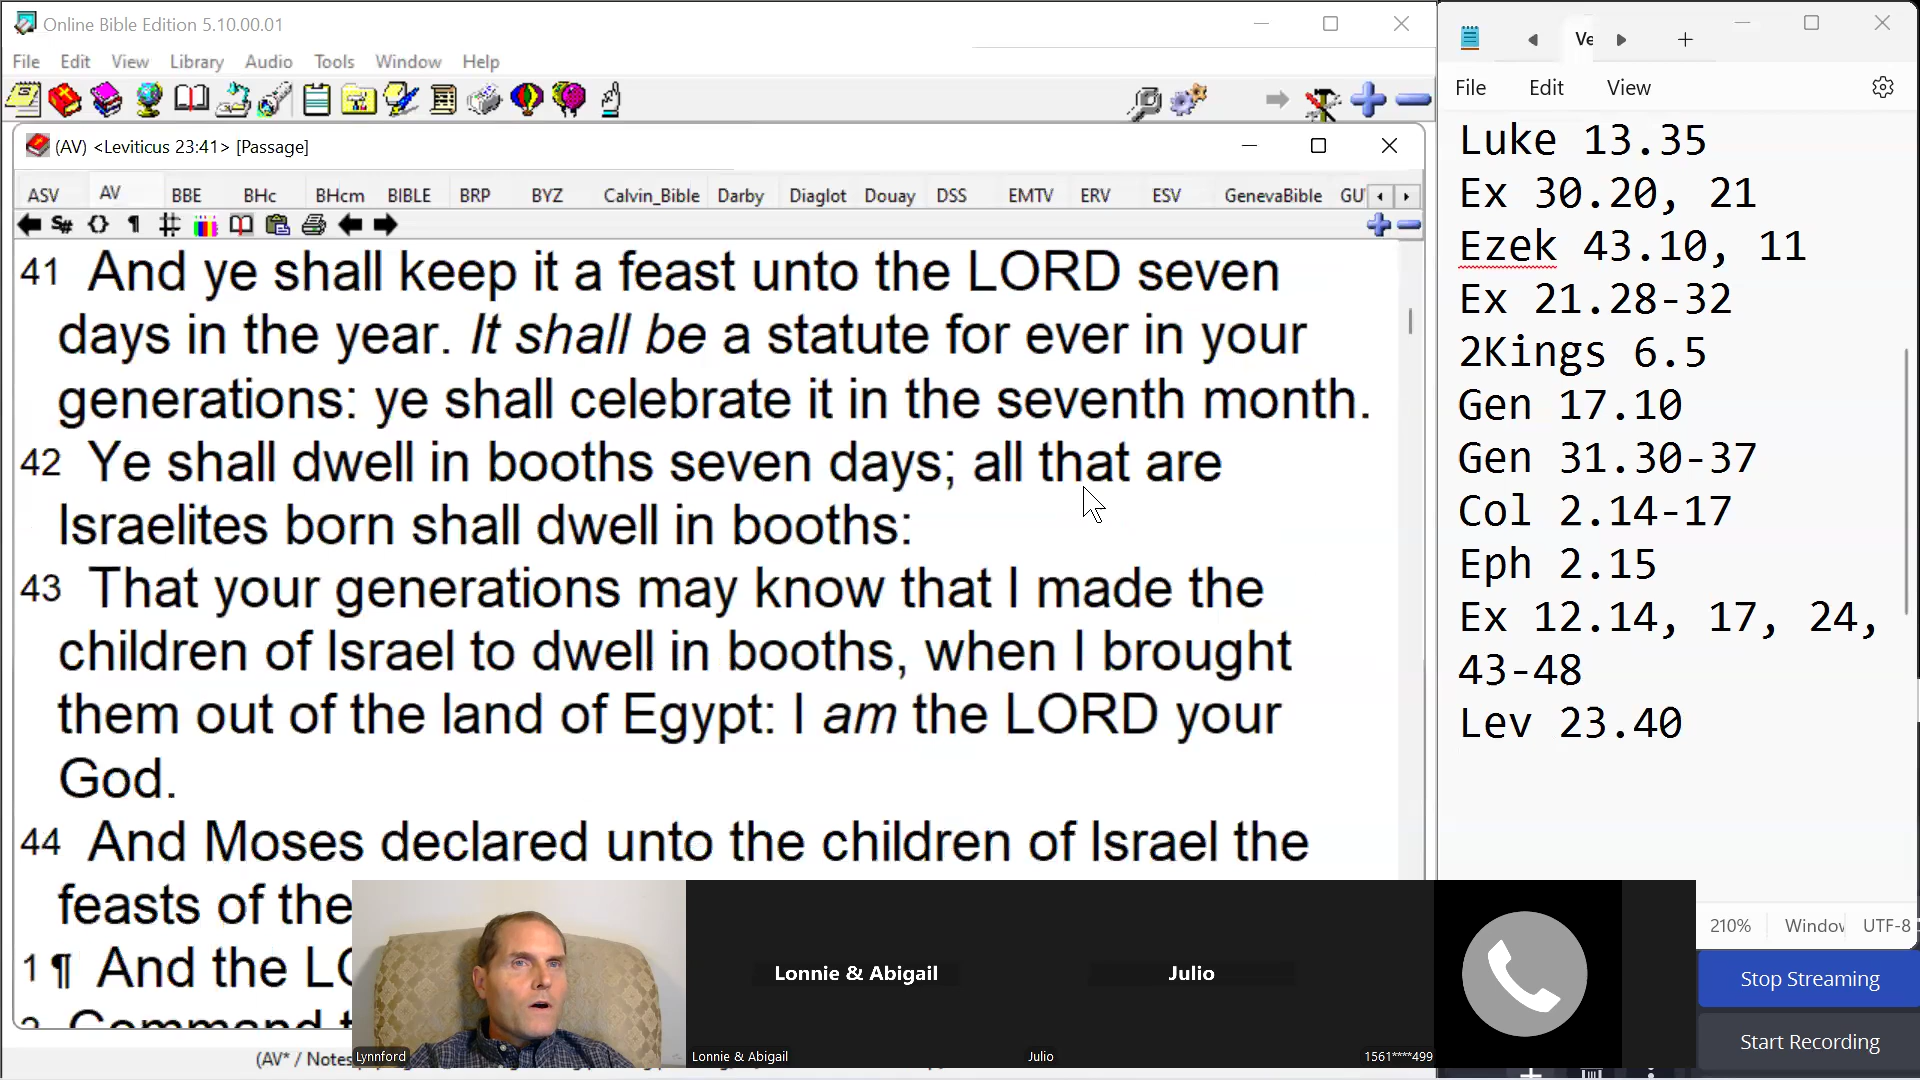 Online Bible Edition 5.10.00.01
File Edit View Library Audio Tools Window Help
(AV) <Leviticus 23:41> [Passage]
ASV AV BBE BHc BHcm BIBLE BRP BYZ Calvin_Bible Darby Diaglot Douay DSS EMTV ERV ESV GenevaBible
41 And ye shall keep it a feast unto the LORD seven
days in the year. It shall be a statute for ever in your
generations: ye shall celebrate it in the seventh month.
42 Ye shall dwell in booths seven days; all that are
Israelites born shall dwell in booths:
43 That your generations may know that I made the
children of Israel to dwell in booths, when I brought
them out of the land of Egypt: I am the LORD your
God.
44 And Moses declared unto the children of Israel the
feasts of the
1 ¶ And the LO
Command
(AV* / Notes
File Edit View
Luke 13.35
Ex 30.20, 21
Ezek 43.10, 11
Ex 21.28-32
2Kings 6.5
Gen 17.10
Gen 31.30-37
Col 2.14-17
Eph 2.15
Ex 12.14, 17, 24,
43-48
Lev 23.40
210% Window UTF-8
Stop Streaming
Start Recording
Lonnie & Abigail
Julio
Lynnford
Lonnie & Abigail
Julio
1561****499